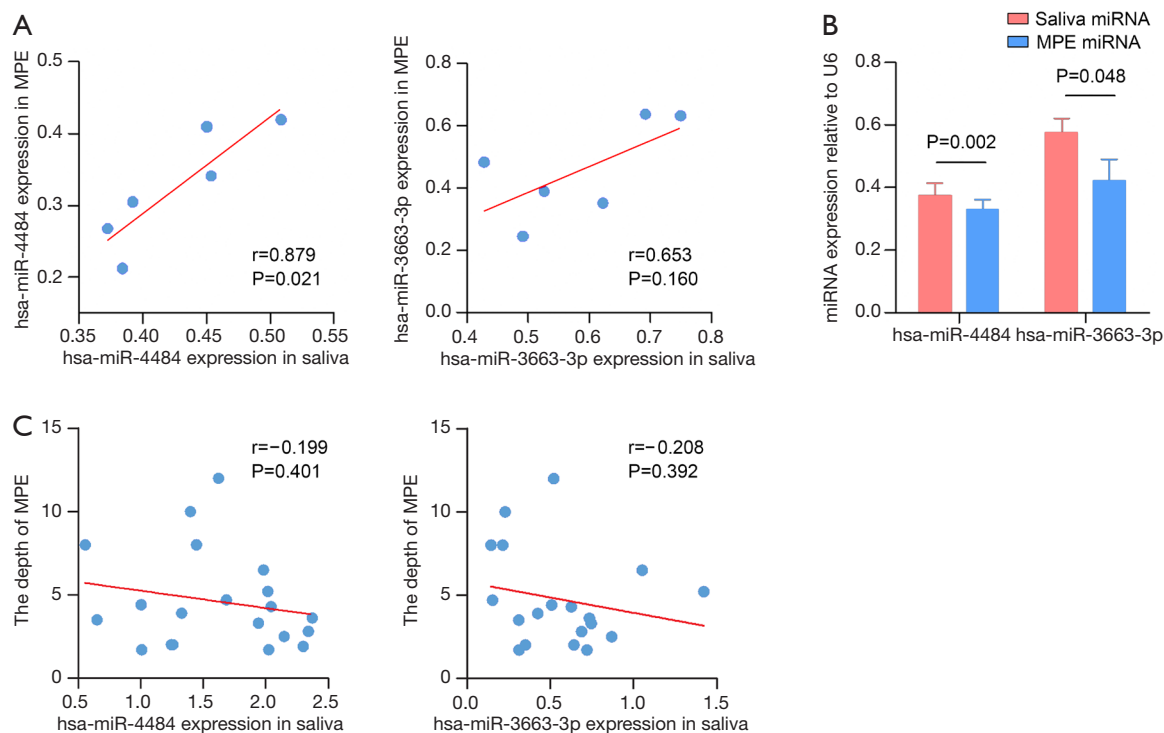 A
hsa-miR-4484 expression in MPE
0.5
0.4
0.3
0.2
r=0.879
P=0.021
0.35
0.40
0.45
0.50
0.55
hsa-miR-4484 expression in saliva
hsa-miR-3663-3p expression in MPE
0.8
0.6
0.4
0.2
0.0
r=0.653
P=0.160
0.4
0.5
0.6
0.7
0.8
hsa-miR-3663-3p expression in saliva
B
Saliva miRNA
MPE miRNA
miRNA expression relative to U6
0.8
0.6
0.4
0.2
0.0
P=0.002
P=0.048
hsa-miR-4484
hsa-miR-3663-3p
C
The depth of MPE
15
10
5
0
r=−0.199
P=0.401
0.5
1.0
1.5
2.0
2.5
hsa-miR-4484 expression in saliva
The depth of MPE
15
10
5
0
r=−0.208
P=0.392
0.0
0.5
1.0
1.5
hsa-miR-3663-3p expression in saliva